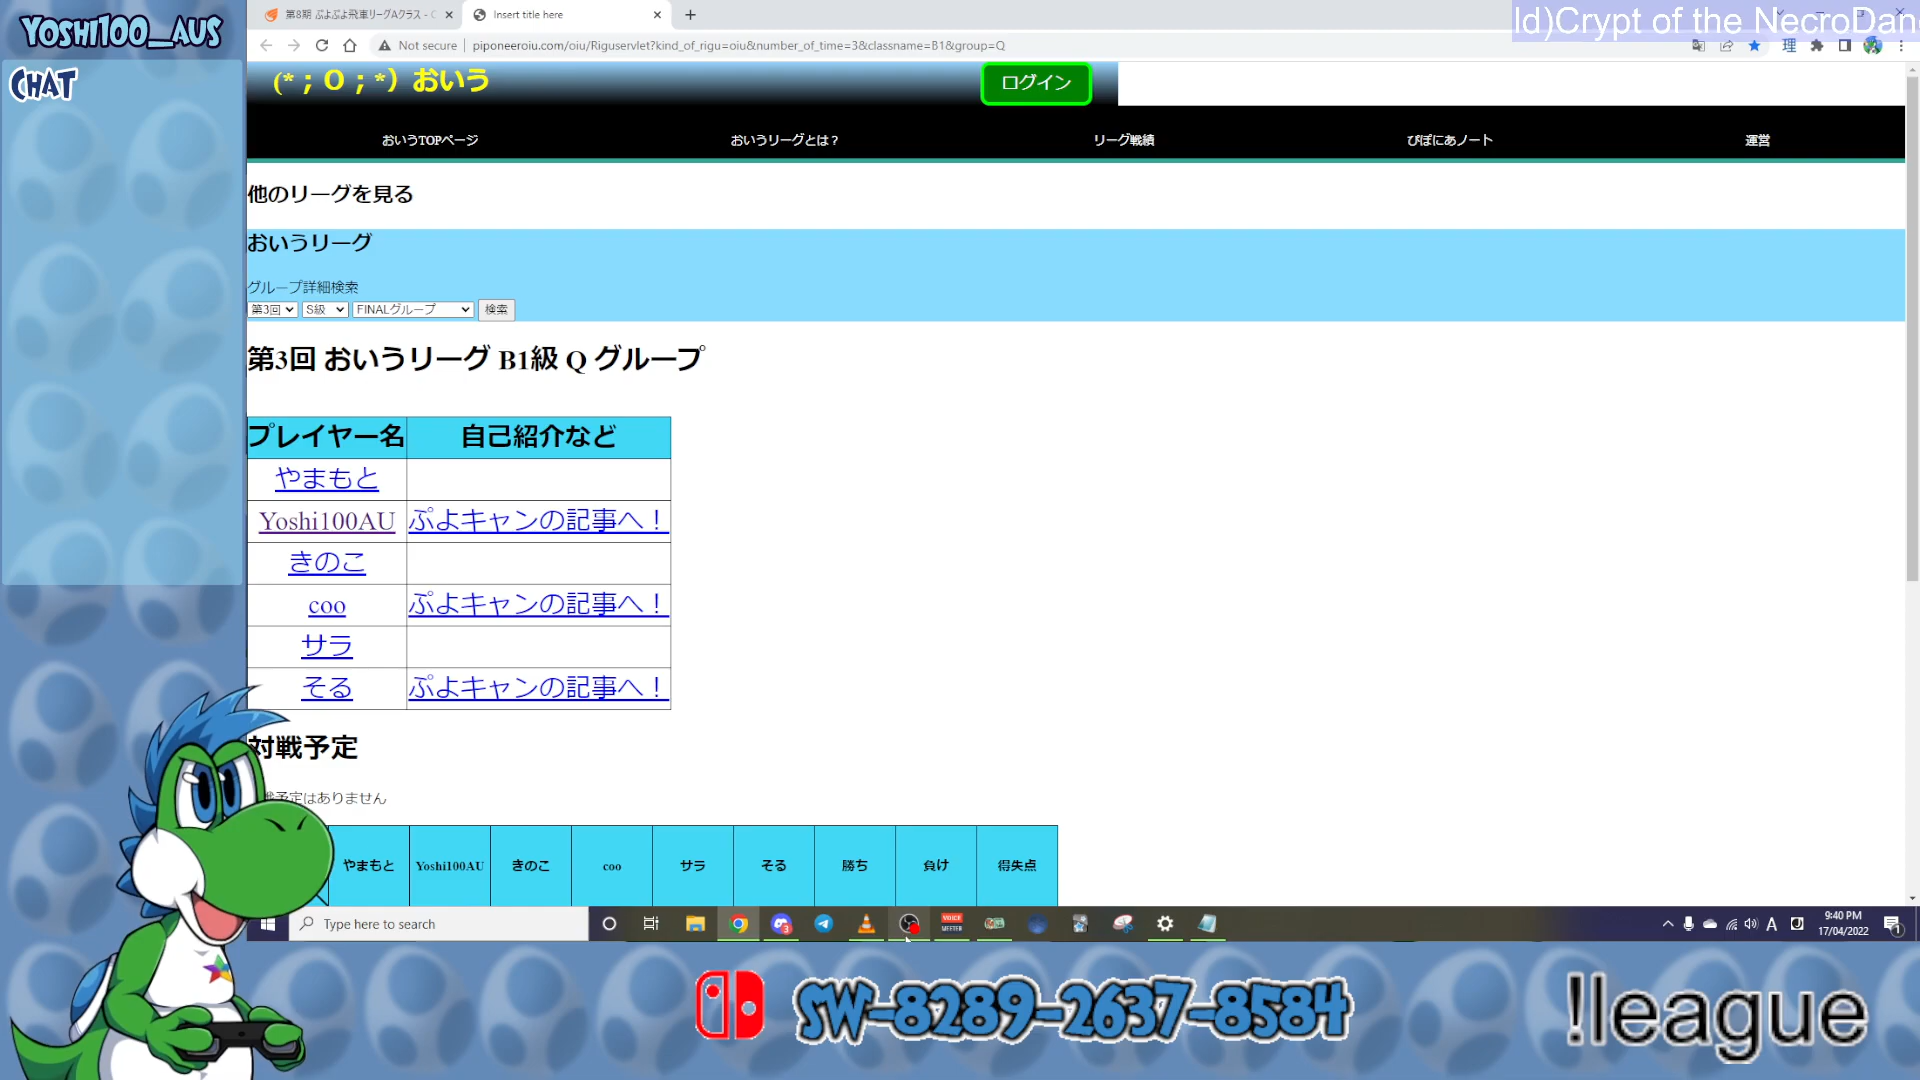 YOSHI100_AUS
CHAT
第8期 ぷよぷよ飛車リーグAクラス - C
Insert title here
ld)Crypt of the NecroDan
Not secure
piponeeroiu.com/oiu/Riguservlet?kind_of_rigu=oiu&number_of_time=3&classname=B1&group=Q
(*；O；*）おいう
ログイン
おいうTOPページ
おいうリーグとは？
リーグ戦績
ぴぽにあノート
運営
他のリーグを見る
おいうリーグ
グループ詳細検索
第3回 S級 FINALグループ 検索
第3回 おいうリーグ B1級 Q グループ
プレイヤー名 自己紹介など
やまもと
Yoshi100AU ぷよキャンの記事へ！
きのこ
coo ぷよキャンの記事へ！
サラ
そる ぷよキャンの記事へ！
対戦予定
戦予定はありません
やまもと Yoshi100AU きのこ coo サラ そる 勝ち 負け 得失点
Type here to search
VOICE
MEETER
A
9:40 PM
17/04/2022
SW-8289-2637-8584
!league